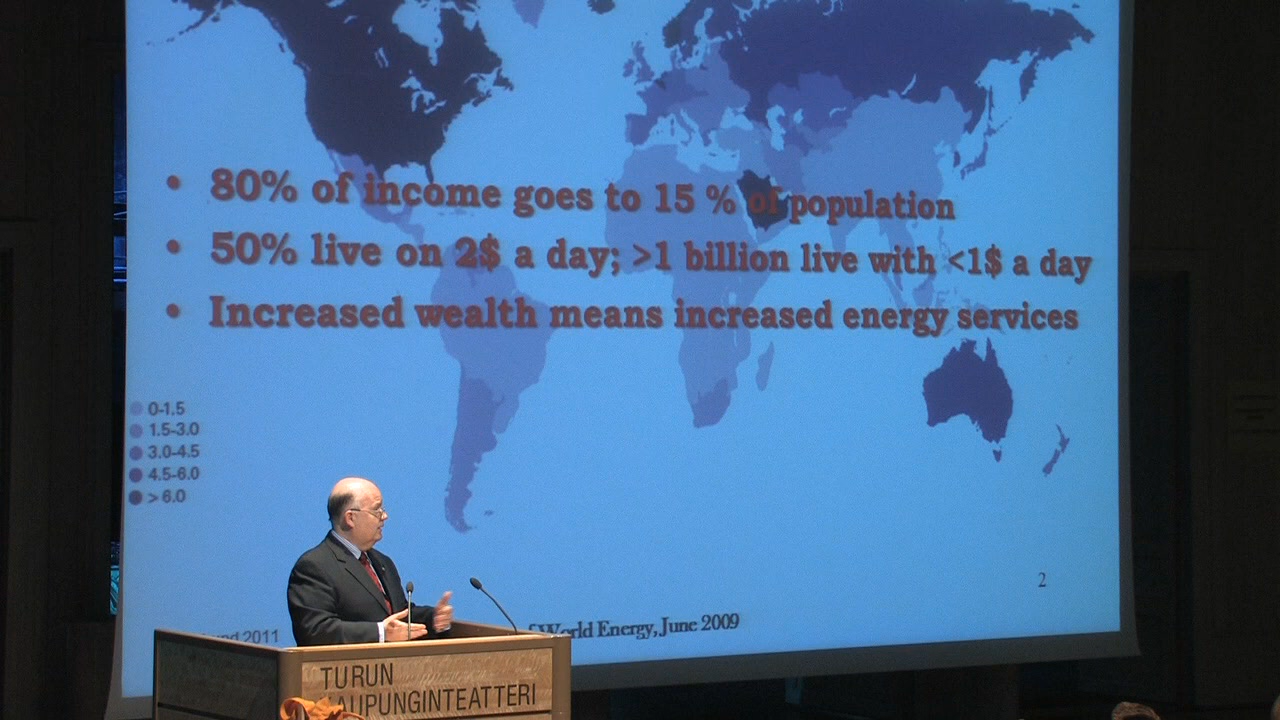 • 80% of income goes to 15 % of population
• 50% live on 2$ a day; >1 billion live with <1$ a day
• Increased wealth means increased energy services
0-1.5
1.5-3.0
3.0-4.5
4.5-6.0
> 6.0
2
2011
World Energy, June 2009
TURUN
AUPUNGINTEATTERI